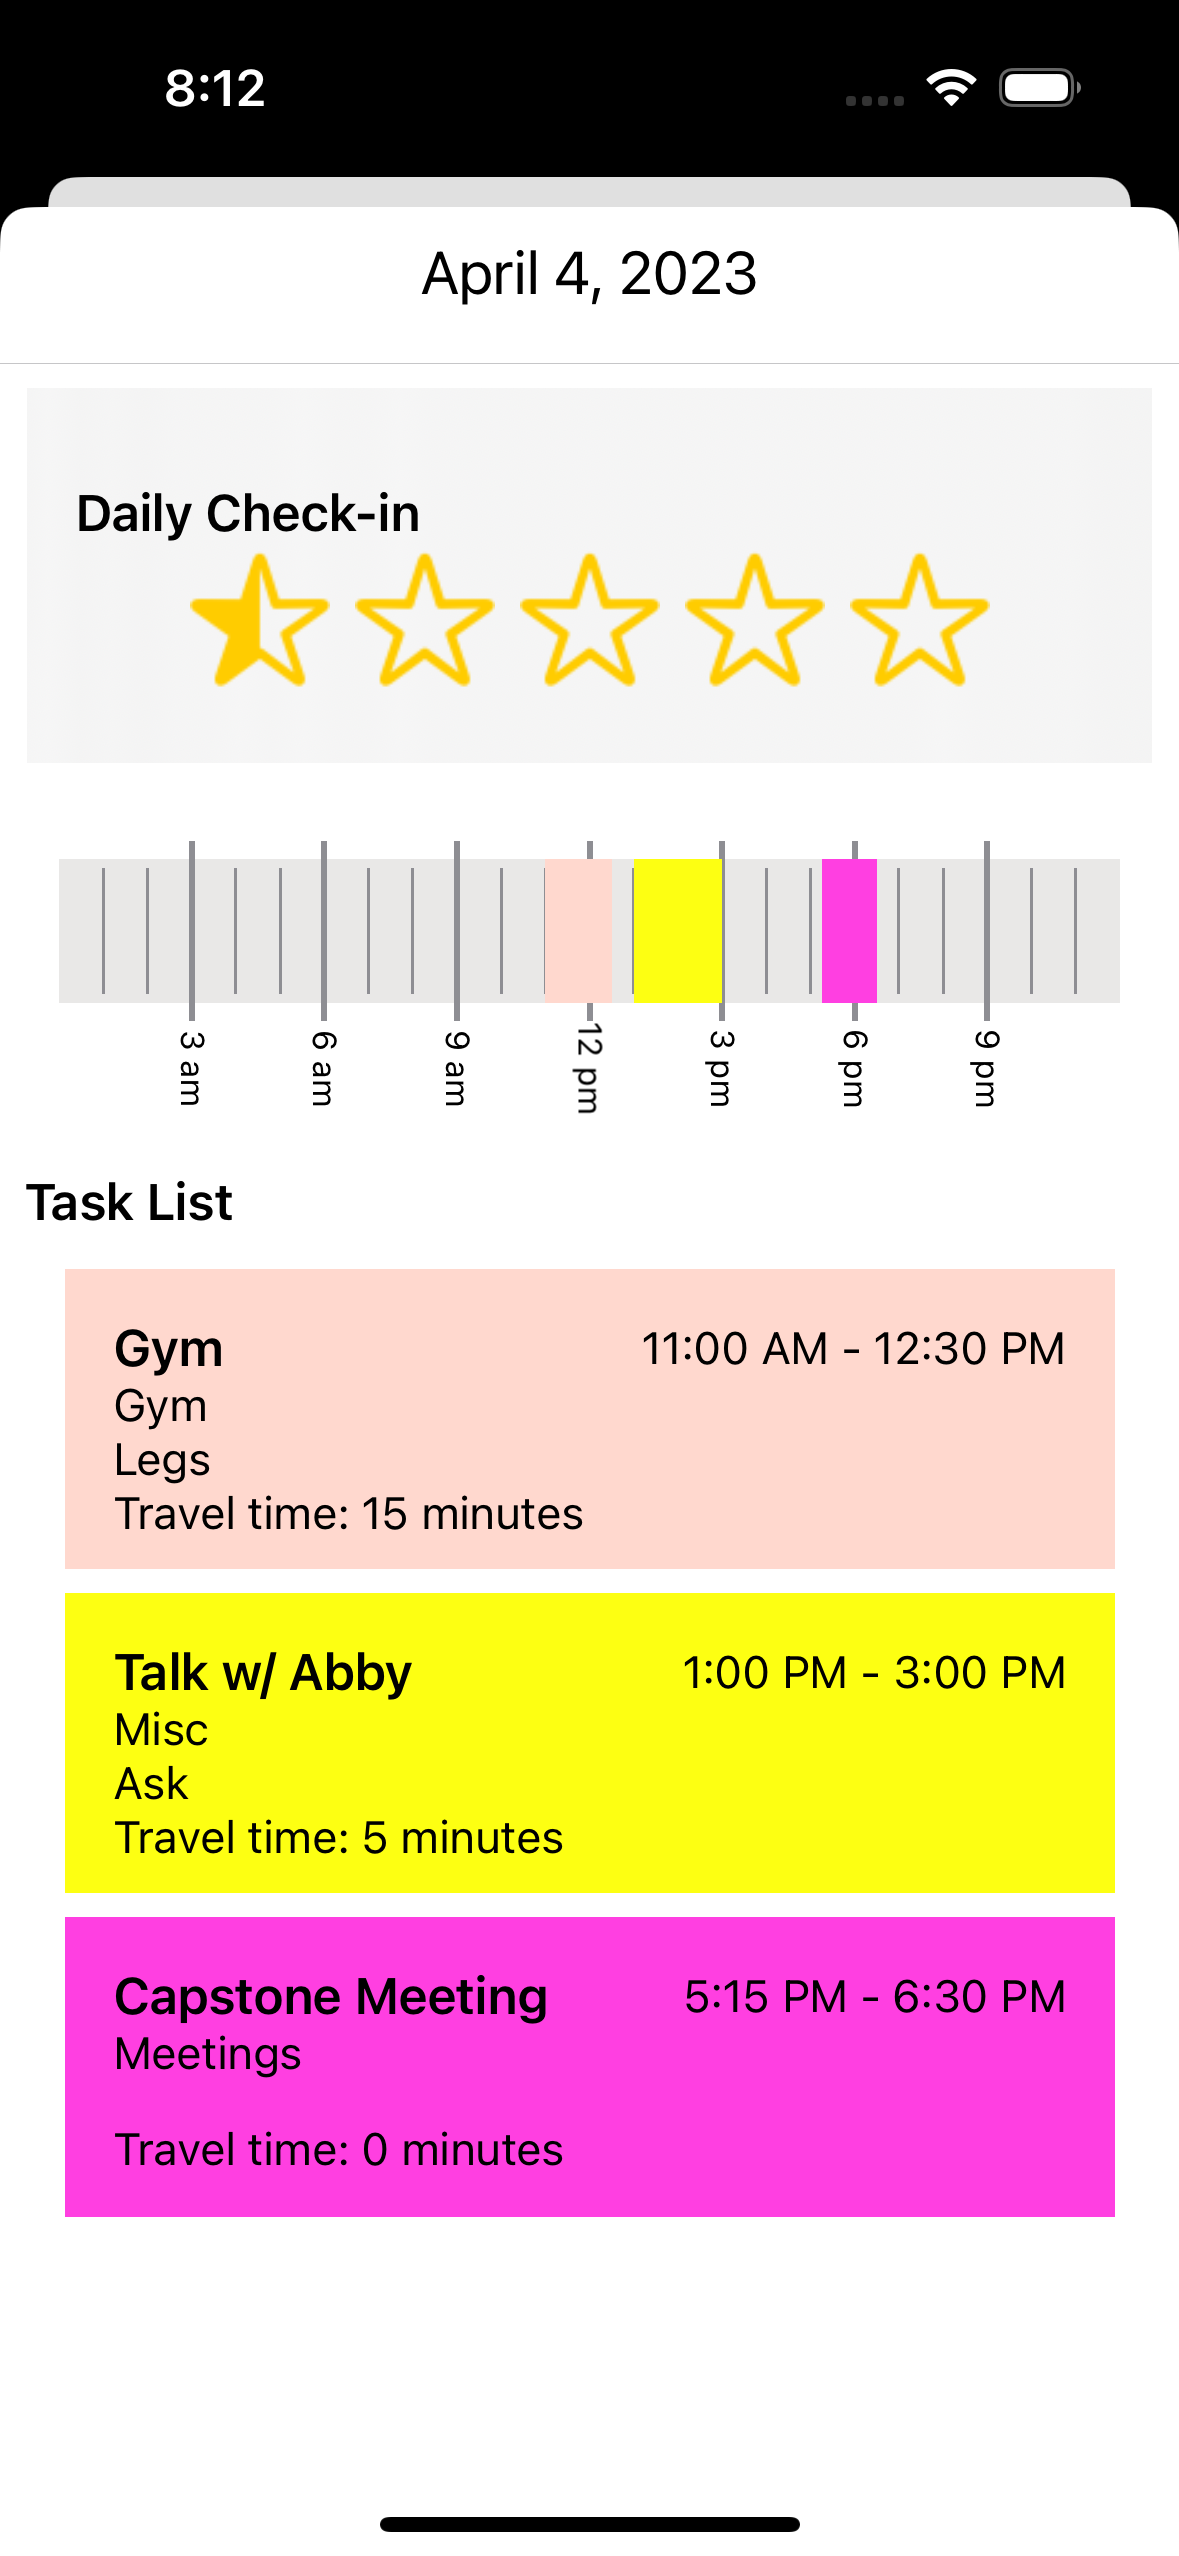 8:12
April 4, 2023
Daily Check-in
3 am
6 am
9 am
12 pm
3 pm
6 pm
9 pm
Task List
Gym 11:00 AM - 12:30 PM
Gym
Legs
Travel time: 15 minutes
Talk w/ Abby 1:00 PM - 3:00 PM
Misc
Ask
Travel time: 5 minutes
Capstone Meeting 5:15 PM - 6:30 PM
Meetings
Travel time: 0 minutes